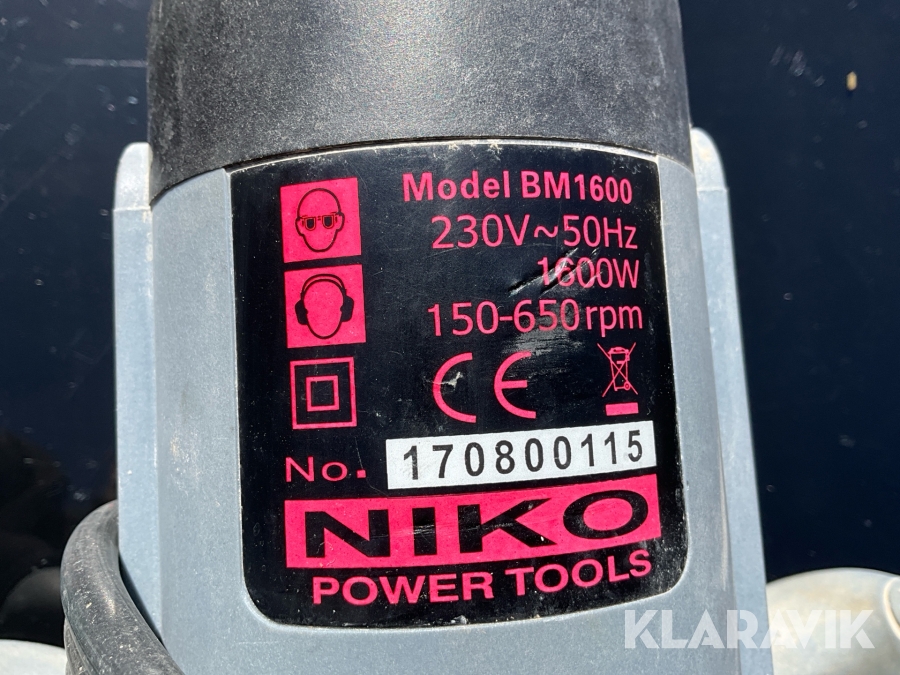 Model BM1600
230V~50Hz
1600W
150-650rpm
CE
No. 170800115
NIKO
POWER TOOLS
KLARAVIK